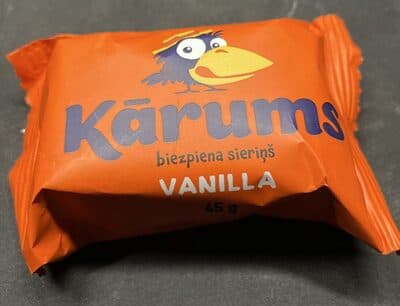 Kārums
biezpiena sieriņš
VANILLA
45 g